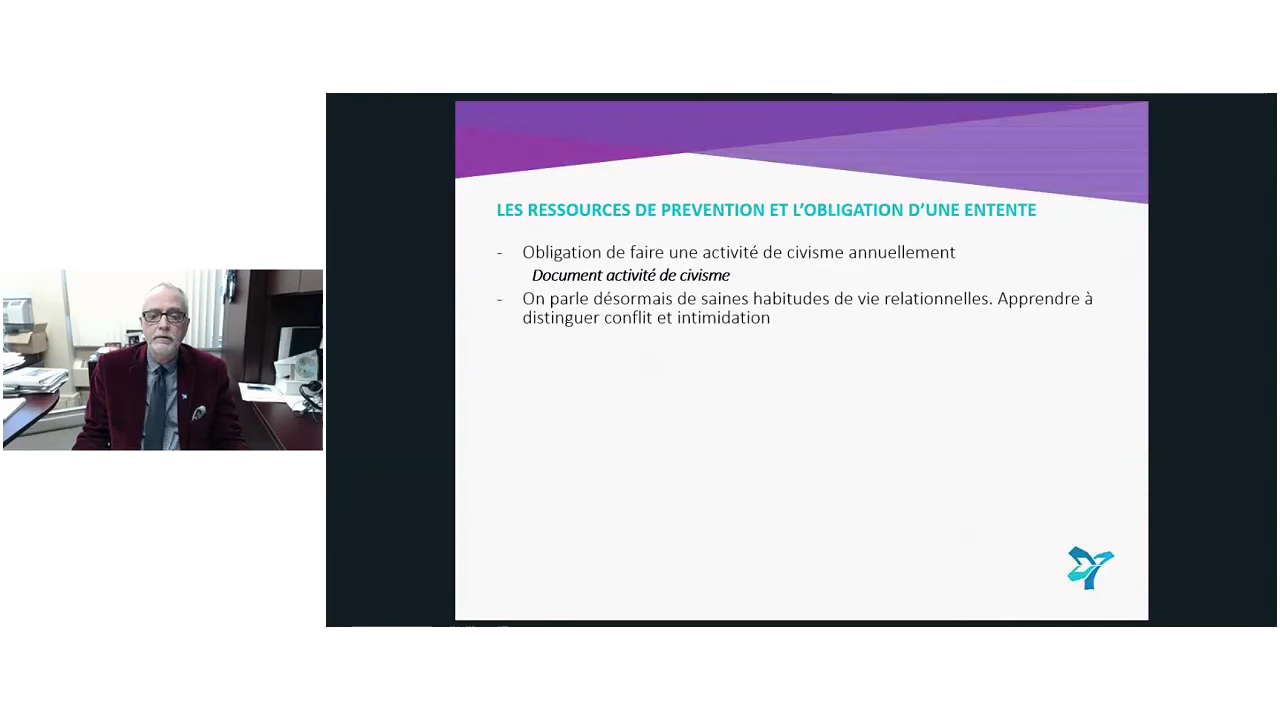 LES RESSOURCES DE PREVENTION ET L'OBLIGATION D'UNE ENTENTE
- Obligation de faire une activité de civisme annuellement
Document activité de civisme
- On parle désormais de saines habitudes de vie relationnelles. Apprendre à
distinguer conflit et intimidation